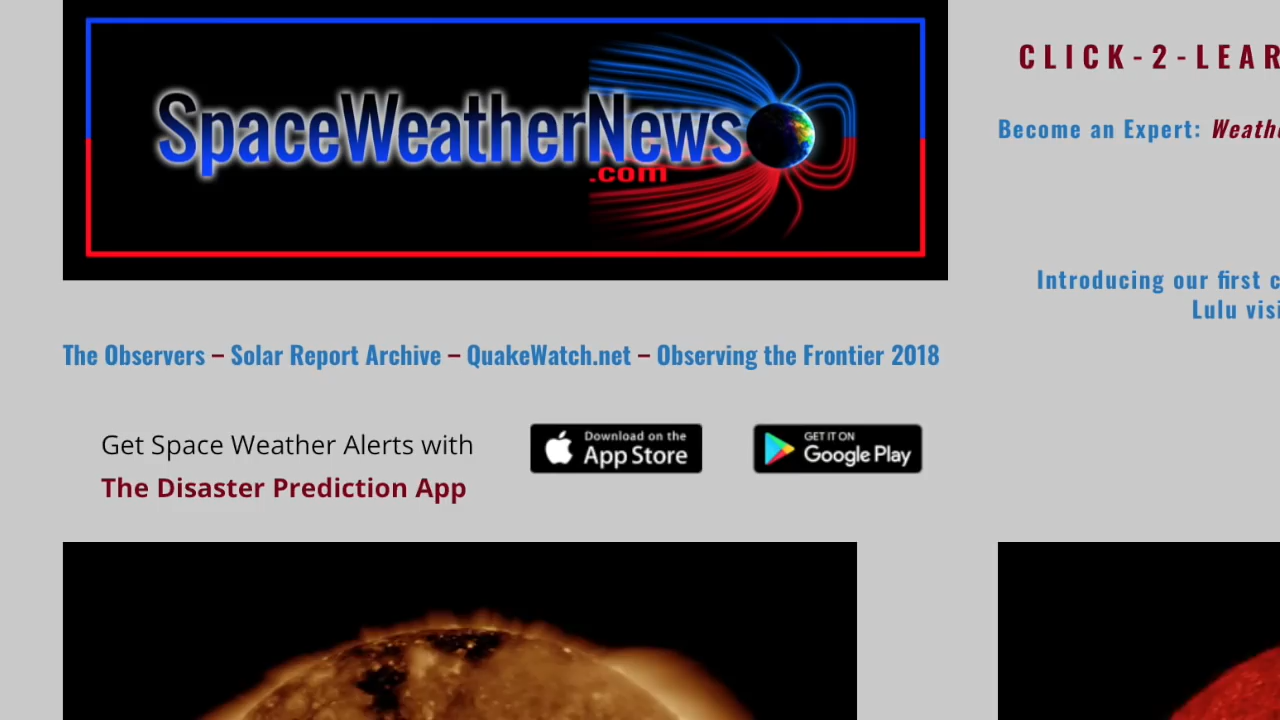 SpaceWeatherNews
.com
The Observers – Solar Report Archive – QuakeWatch.net – Observing the Frontier 2018
Get Space Weather Alerts with
The Disaster Prediction App
Download on the
App Store
GET IT ON
Google Play
CLICK-2-LEAR
Become an Expert:
Introducing our first c
Lulu visi